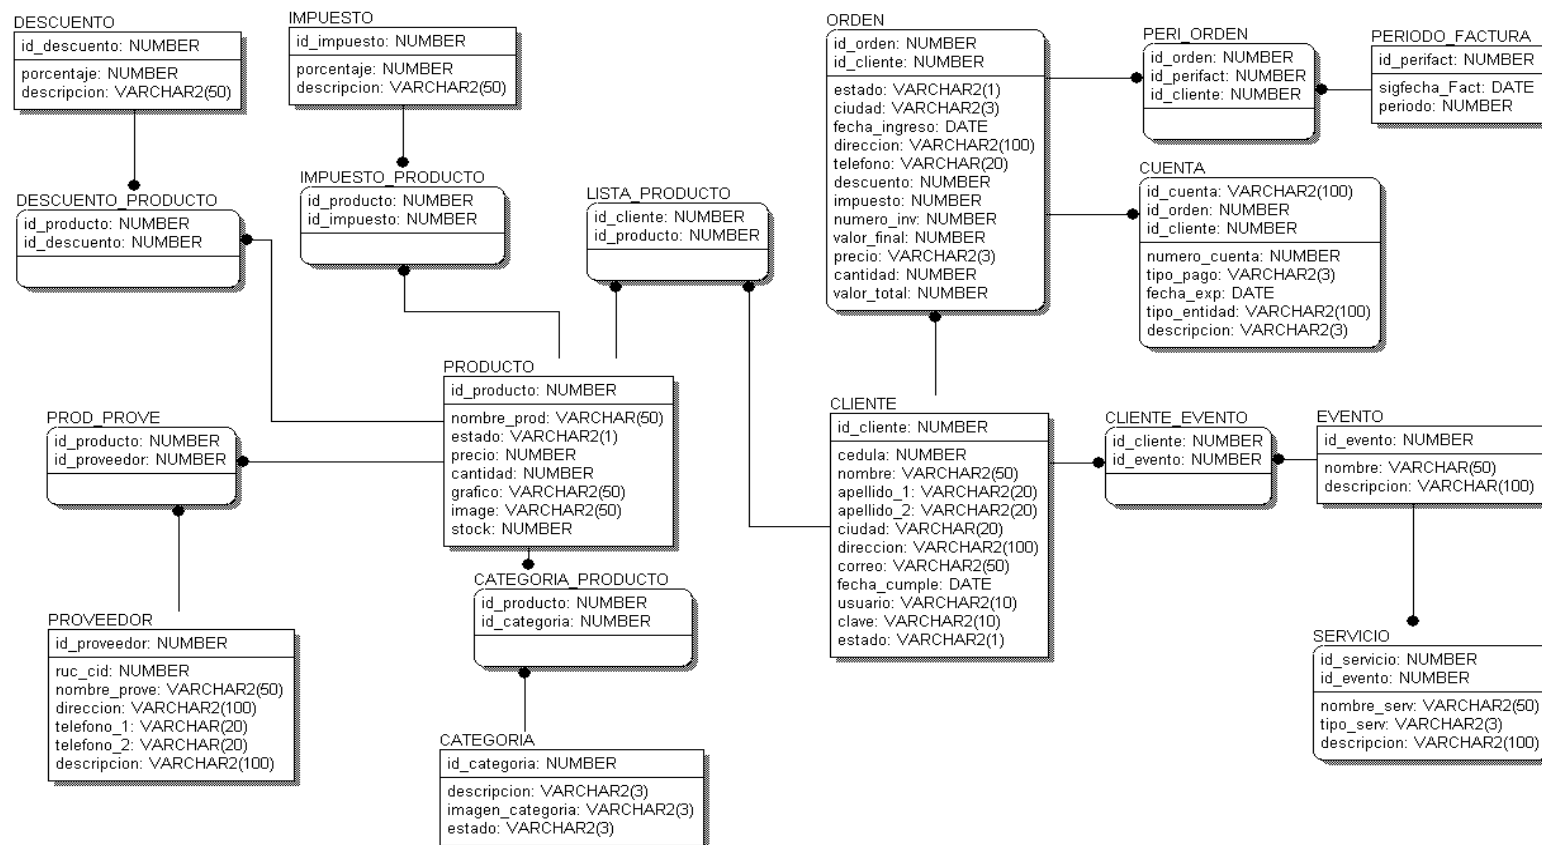 DESCUENTO
id_descuento: NUMBER
porcentaje: NUMBER
descripcion: VARCHAR2(50)
IMPUESTO
id_impuesto: NUMBER
porcentaje: NUMBER
descripcion: VARCHAR2(50)
ORDEN
id_orden: NUMBER
id_cliente: NUMBER
estado: VARCHAR2(1)
ciudad: VARCHAR2(3)
fecha_ingreso: DATE
direccion: VARCHAR2(100)
telefono: VARCHAR(20)
descuento: NUMBER
impuesto: NUMBER
numero_inv: NUMBER
valor_final: NUMBER
precio: VARCHAR2(3)
cantidad: NUMBER
valor_total: NUMBER
PERI_ORDEN
id_orden: NUMBER
id_perifact: NUMBER
id_cliente: NUMBER
PERIODO_FACTURA
id_perifact: NUMBER
sigfecha_Fact: DATE
periodo: NUMBER
DESCUENTO_PRODUCTO
id_producto: NUMBER
id_descuento: NUMBER
IMPUESTO_PRODUCTO
id_producto: NUMBER
id_impuesto: NUMBER
LISTA_PRODUCTO
id_cliente: NUMBER
id_producto: NUMBER
CUENTA
id_cuenta: VARCHAR2(100)
id_orden: NUMBER
id_cliente: NUMBER
numero_cuenta: NUMBER
tipo_pago: VARCHAR2(3)
fecha_exp: DATE
tipo_entidad: VARCHAR2(100)
descripcion: VARCHAR2(3)
PRODUCTO
id_producto: NUMBER
nombre_prod: VARCHAR(50)
estado: VARCHAR2(1)
precio: NUMBER
cantidad: NUMBER
grafico: VARCHAR2(50)
image: VARCHAR2(50)
stock: NUMBER
PROD_PROVE
id_producto: NUMBER
id_proveedor: NUMBER
CLIENTE
id_cliente: NUMBER
cedula: NUMBER
nombre: VARCHAR2(50)
apellido_1: VARCHAR2(20)
apellido_2: VARCHAR2(20)
ciudad: VARCHAR(20)
direccion: VARCHAR2(100)
correo: VARCHAR2(50)
fecha_cumple: DATE
usuario: VARCHAR2(10)
clave: VARCHAR2(10)
estado: VARCHAR2(1)
CLIENTE_EVENTO
id_cliente: NUMBER
id_evento: NUMBER
EVENTO
id_evento: NUMBER
nombre: VARCHAR(50)
descripcion: VARCHAR(100)
CATEGORIA_PRODUCTO
id_producto: NUMBER
id_categoria: NUMBER
PROVEEDOR
id_proveedor: NUMBER
ruc_cid: NUMBER
nombre_prove: VARCHAR2(50)
direccion: VARCHAR2(100)
telefono_1: VARCHAR(20)
telefono_2: VARCHAR(20)
descripcion: VARCHAR2(100)
SERVICIO
id_servicio: NUMBER
id_evento: NUMBER
nombre_serv: VARCHAR2(50)
tipo_serv: VARCHAR2(3)
descripcion: VARCHAR2(100)
CATEGORIA
id_categoria: NUMBER
descripcion: VARCHAR2(3)
imagen_categoria: VARCHAR2(3)
estado: VARCHAR2(3)